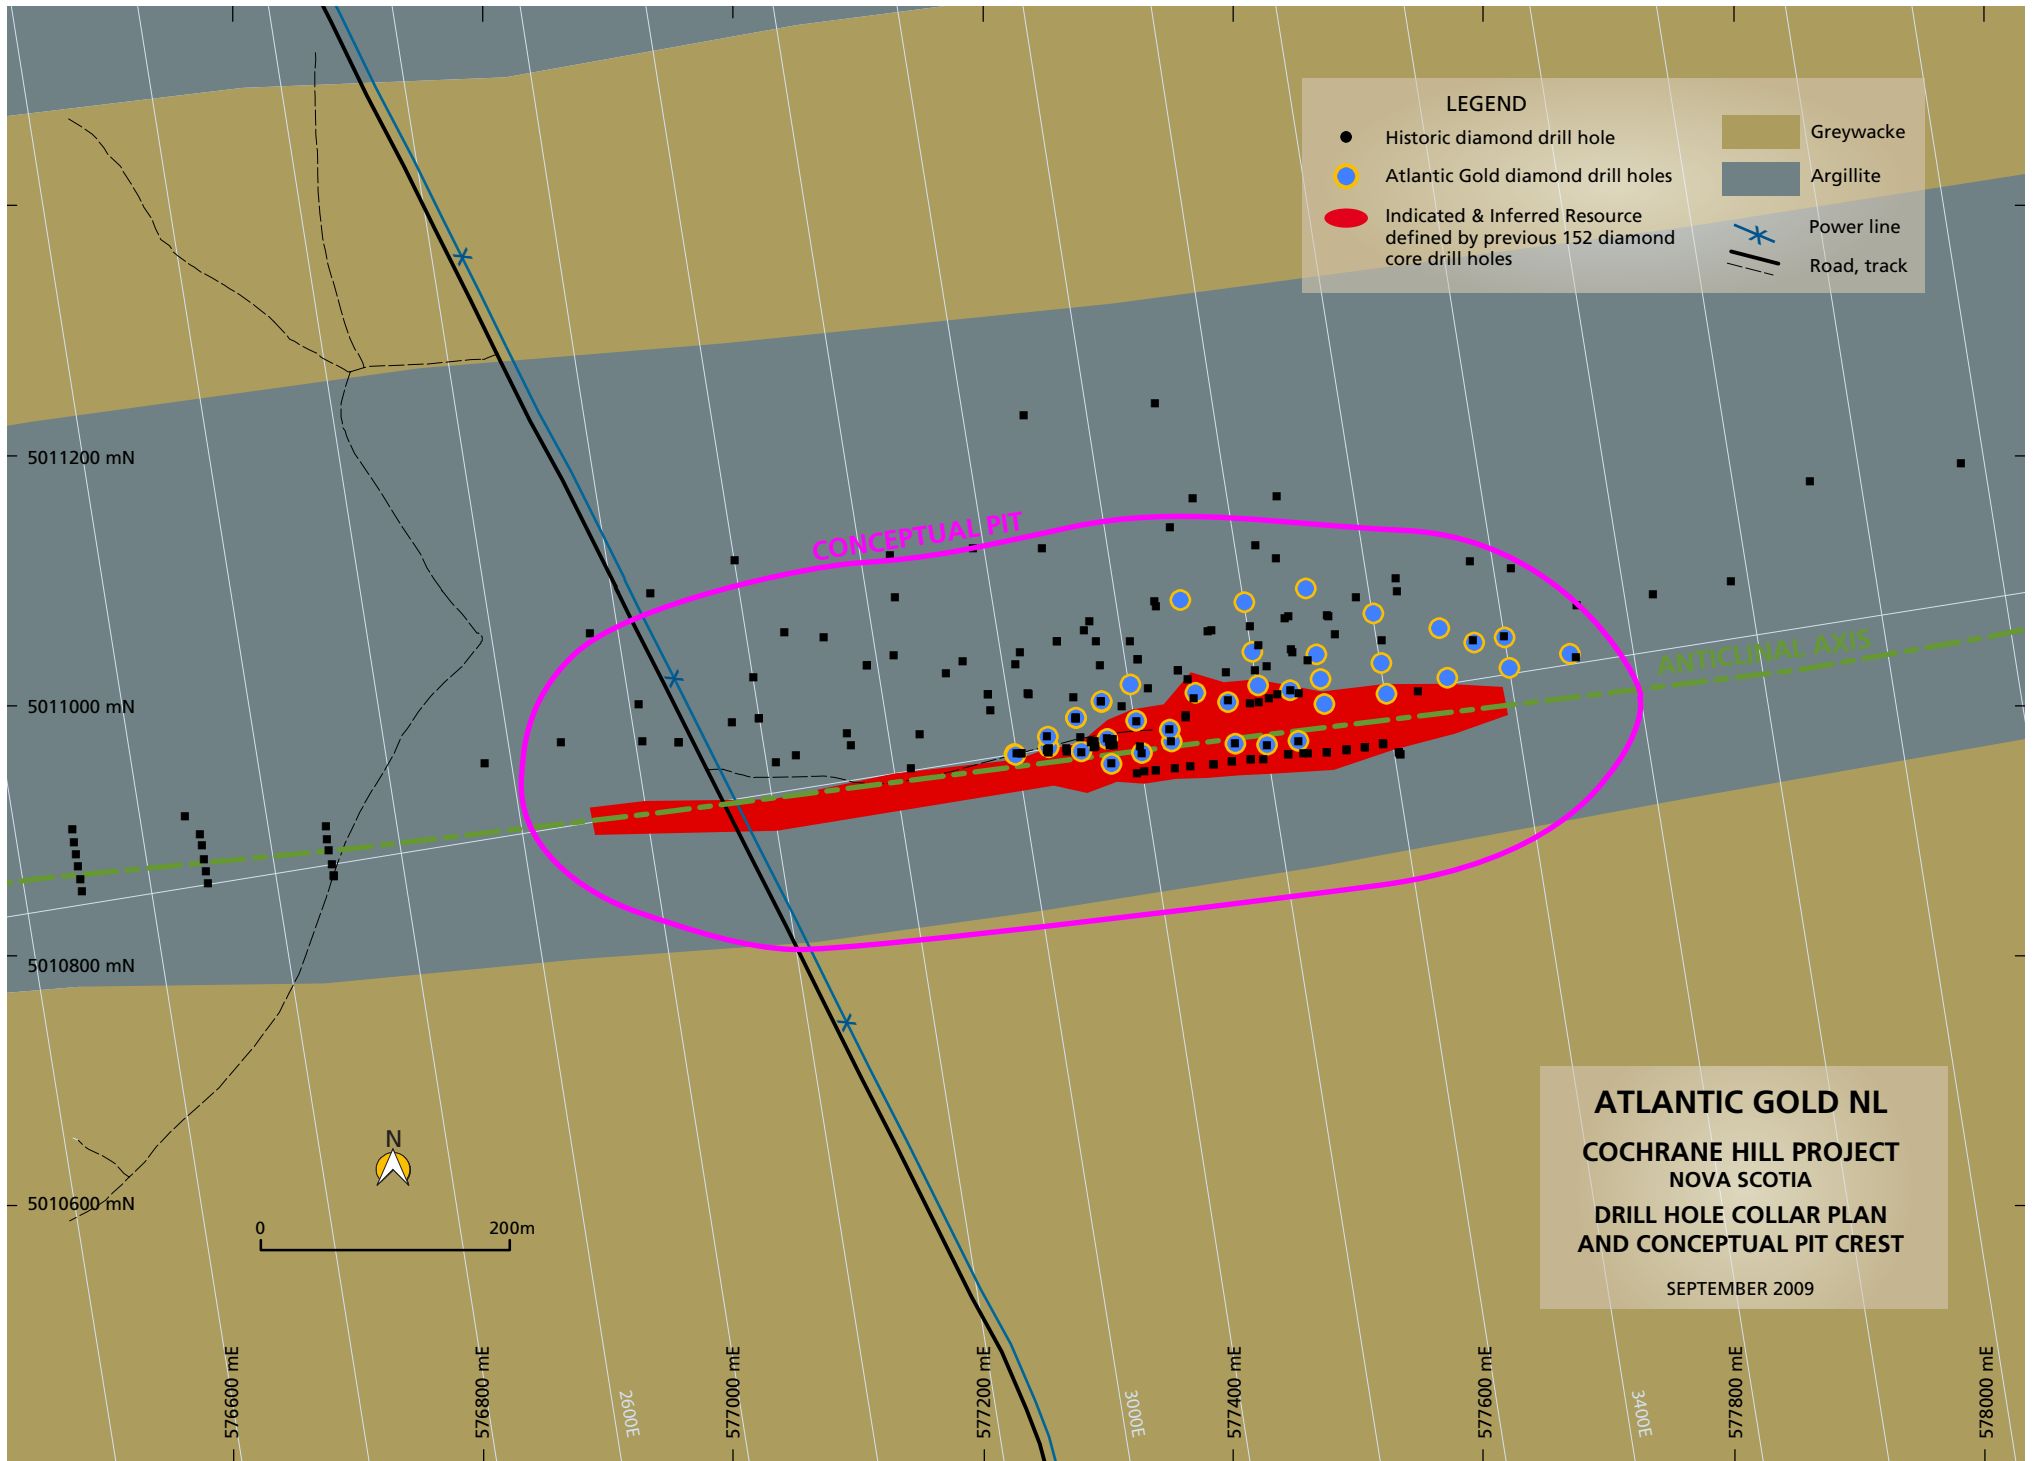 LEGEND
Historic diamond drill hole
Atlantic Gold diamond drill holes
Indicated & Inferred Resource
defined by previous 152 diamond
core drill holes
Greywacke
Argillite
Power line
Road, track
5011200 mN
CONCEPTUAL PIT
ANTICLINAL AXIS
5011000 mN
5010800 mN
5010600 mN
N
0 200m
ATLANTIC GOLD NL
COCHRANE HILL PROJECT
NOVA SCOTIA
DRILL HOLE COLLAR PLAN
AND CONCEPTUAL PIT CREST
SEPTEMBER 2009
576600 mE
576800 mE
2600E
577000 mE
577200 mE
3000E
577400 mE
577600 mE
3400E
577800 mE
578000 mE